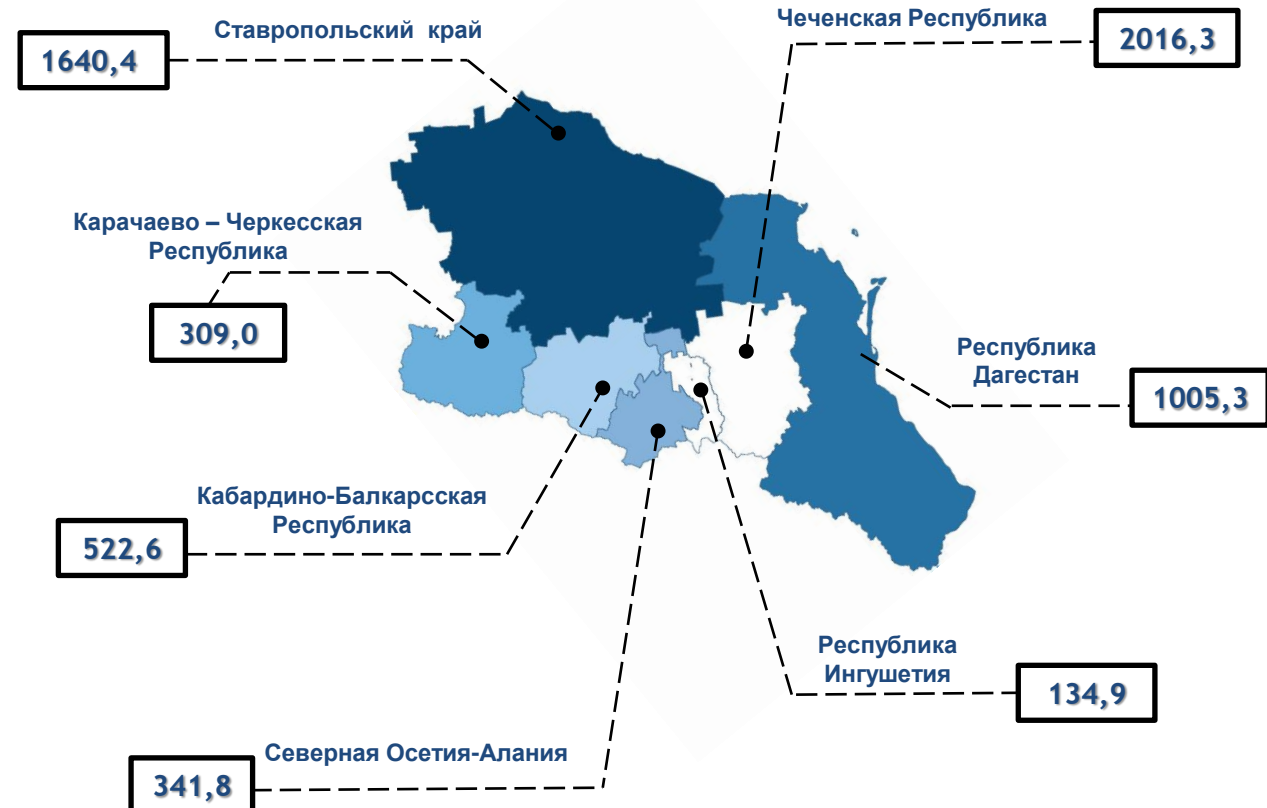 Ставропольский край
1640,4
Чеченская Республика
2016,3
Карачаево – Черкесская
Республика
309,0
Республика
Дагестан
1005,3
Кабардино-Балкарсская
Республика
522,6
Республика
Ингушетия
134,9
Северная Осетия-Алания
341,8